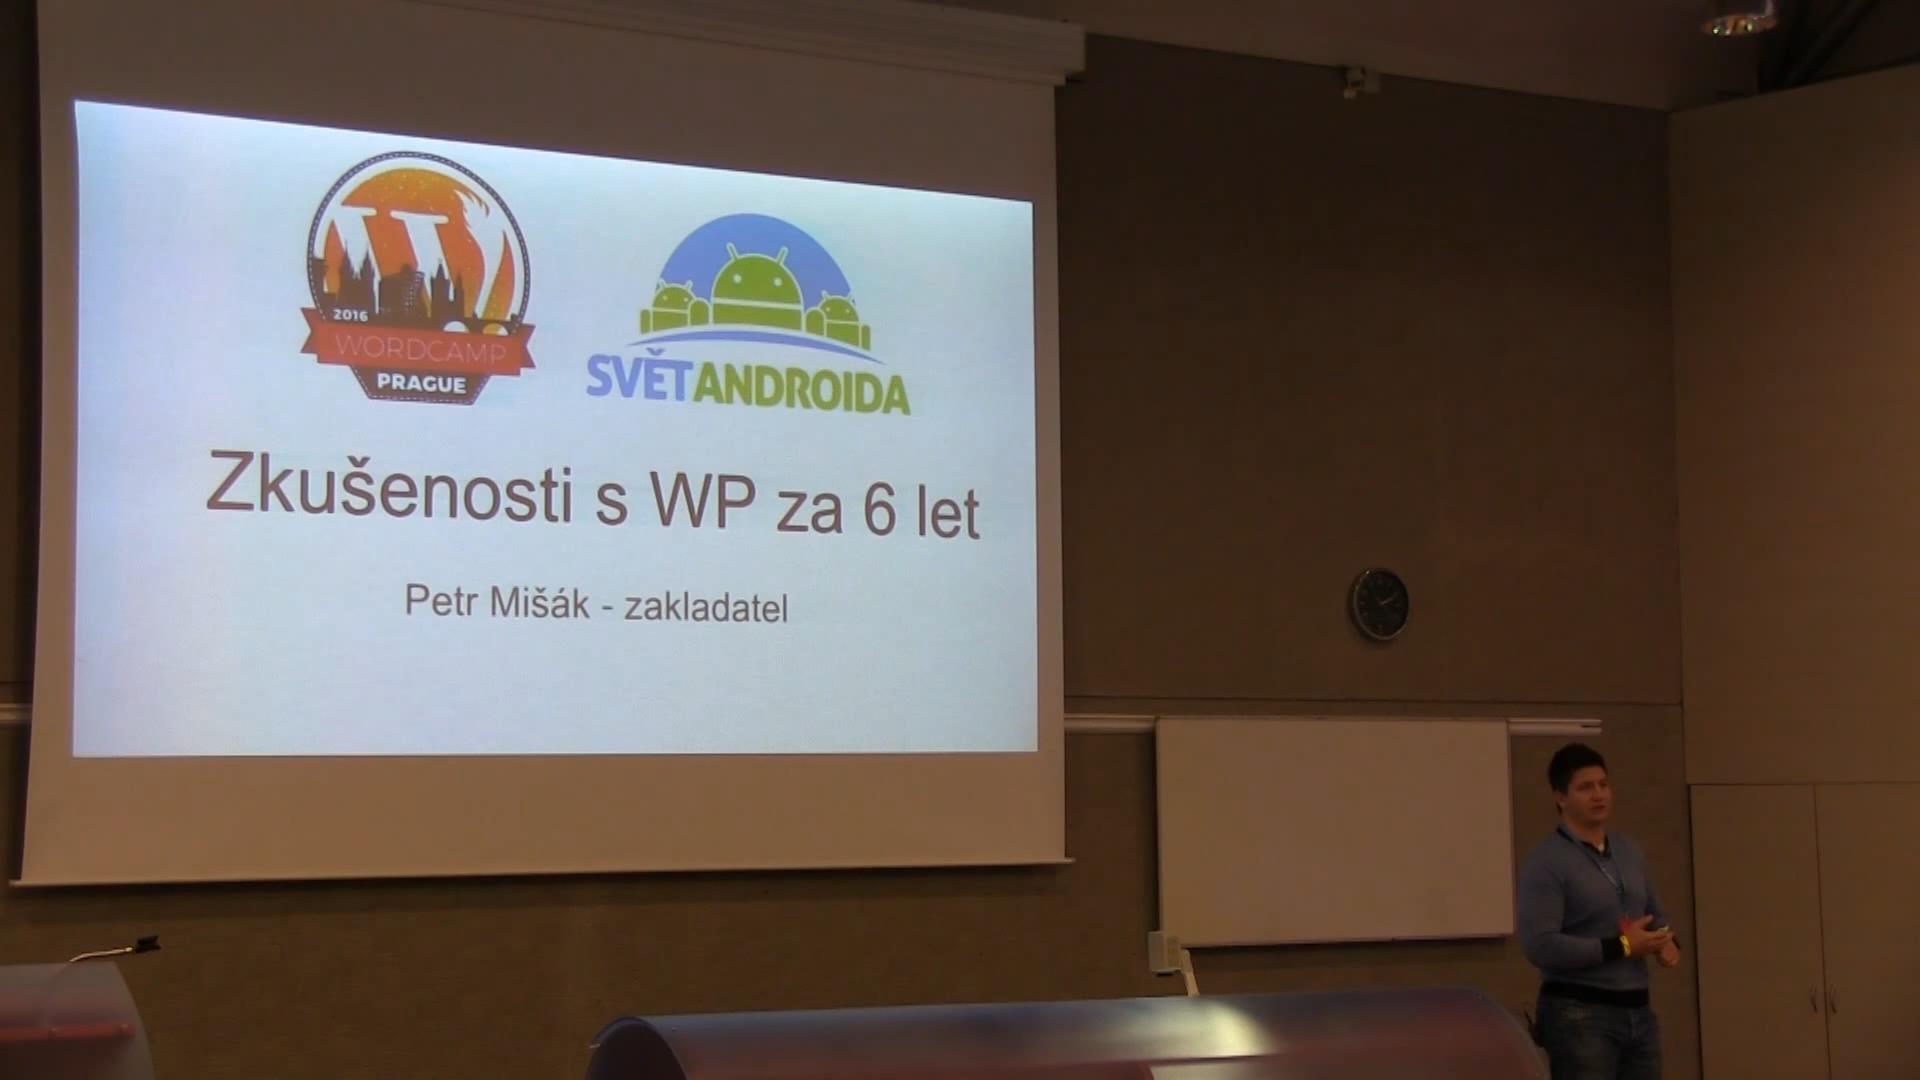 2016
WORDCAMP
PRAGUE
SVĚTANDROIDA
Zkušenosti s WP za 6 let
Petr Mišák - zakladatel